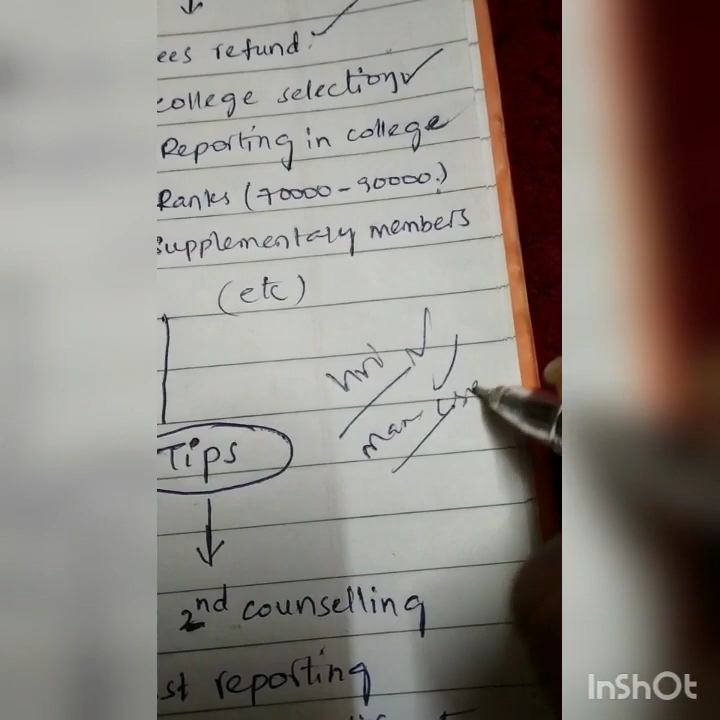 ees refund.
college selection
Reporting in college
Ranks (70000-90000.)
supplementary members
(etc)
man
Tips
2nd counselling
st reporting
InShOt